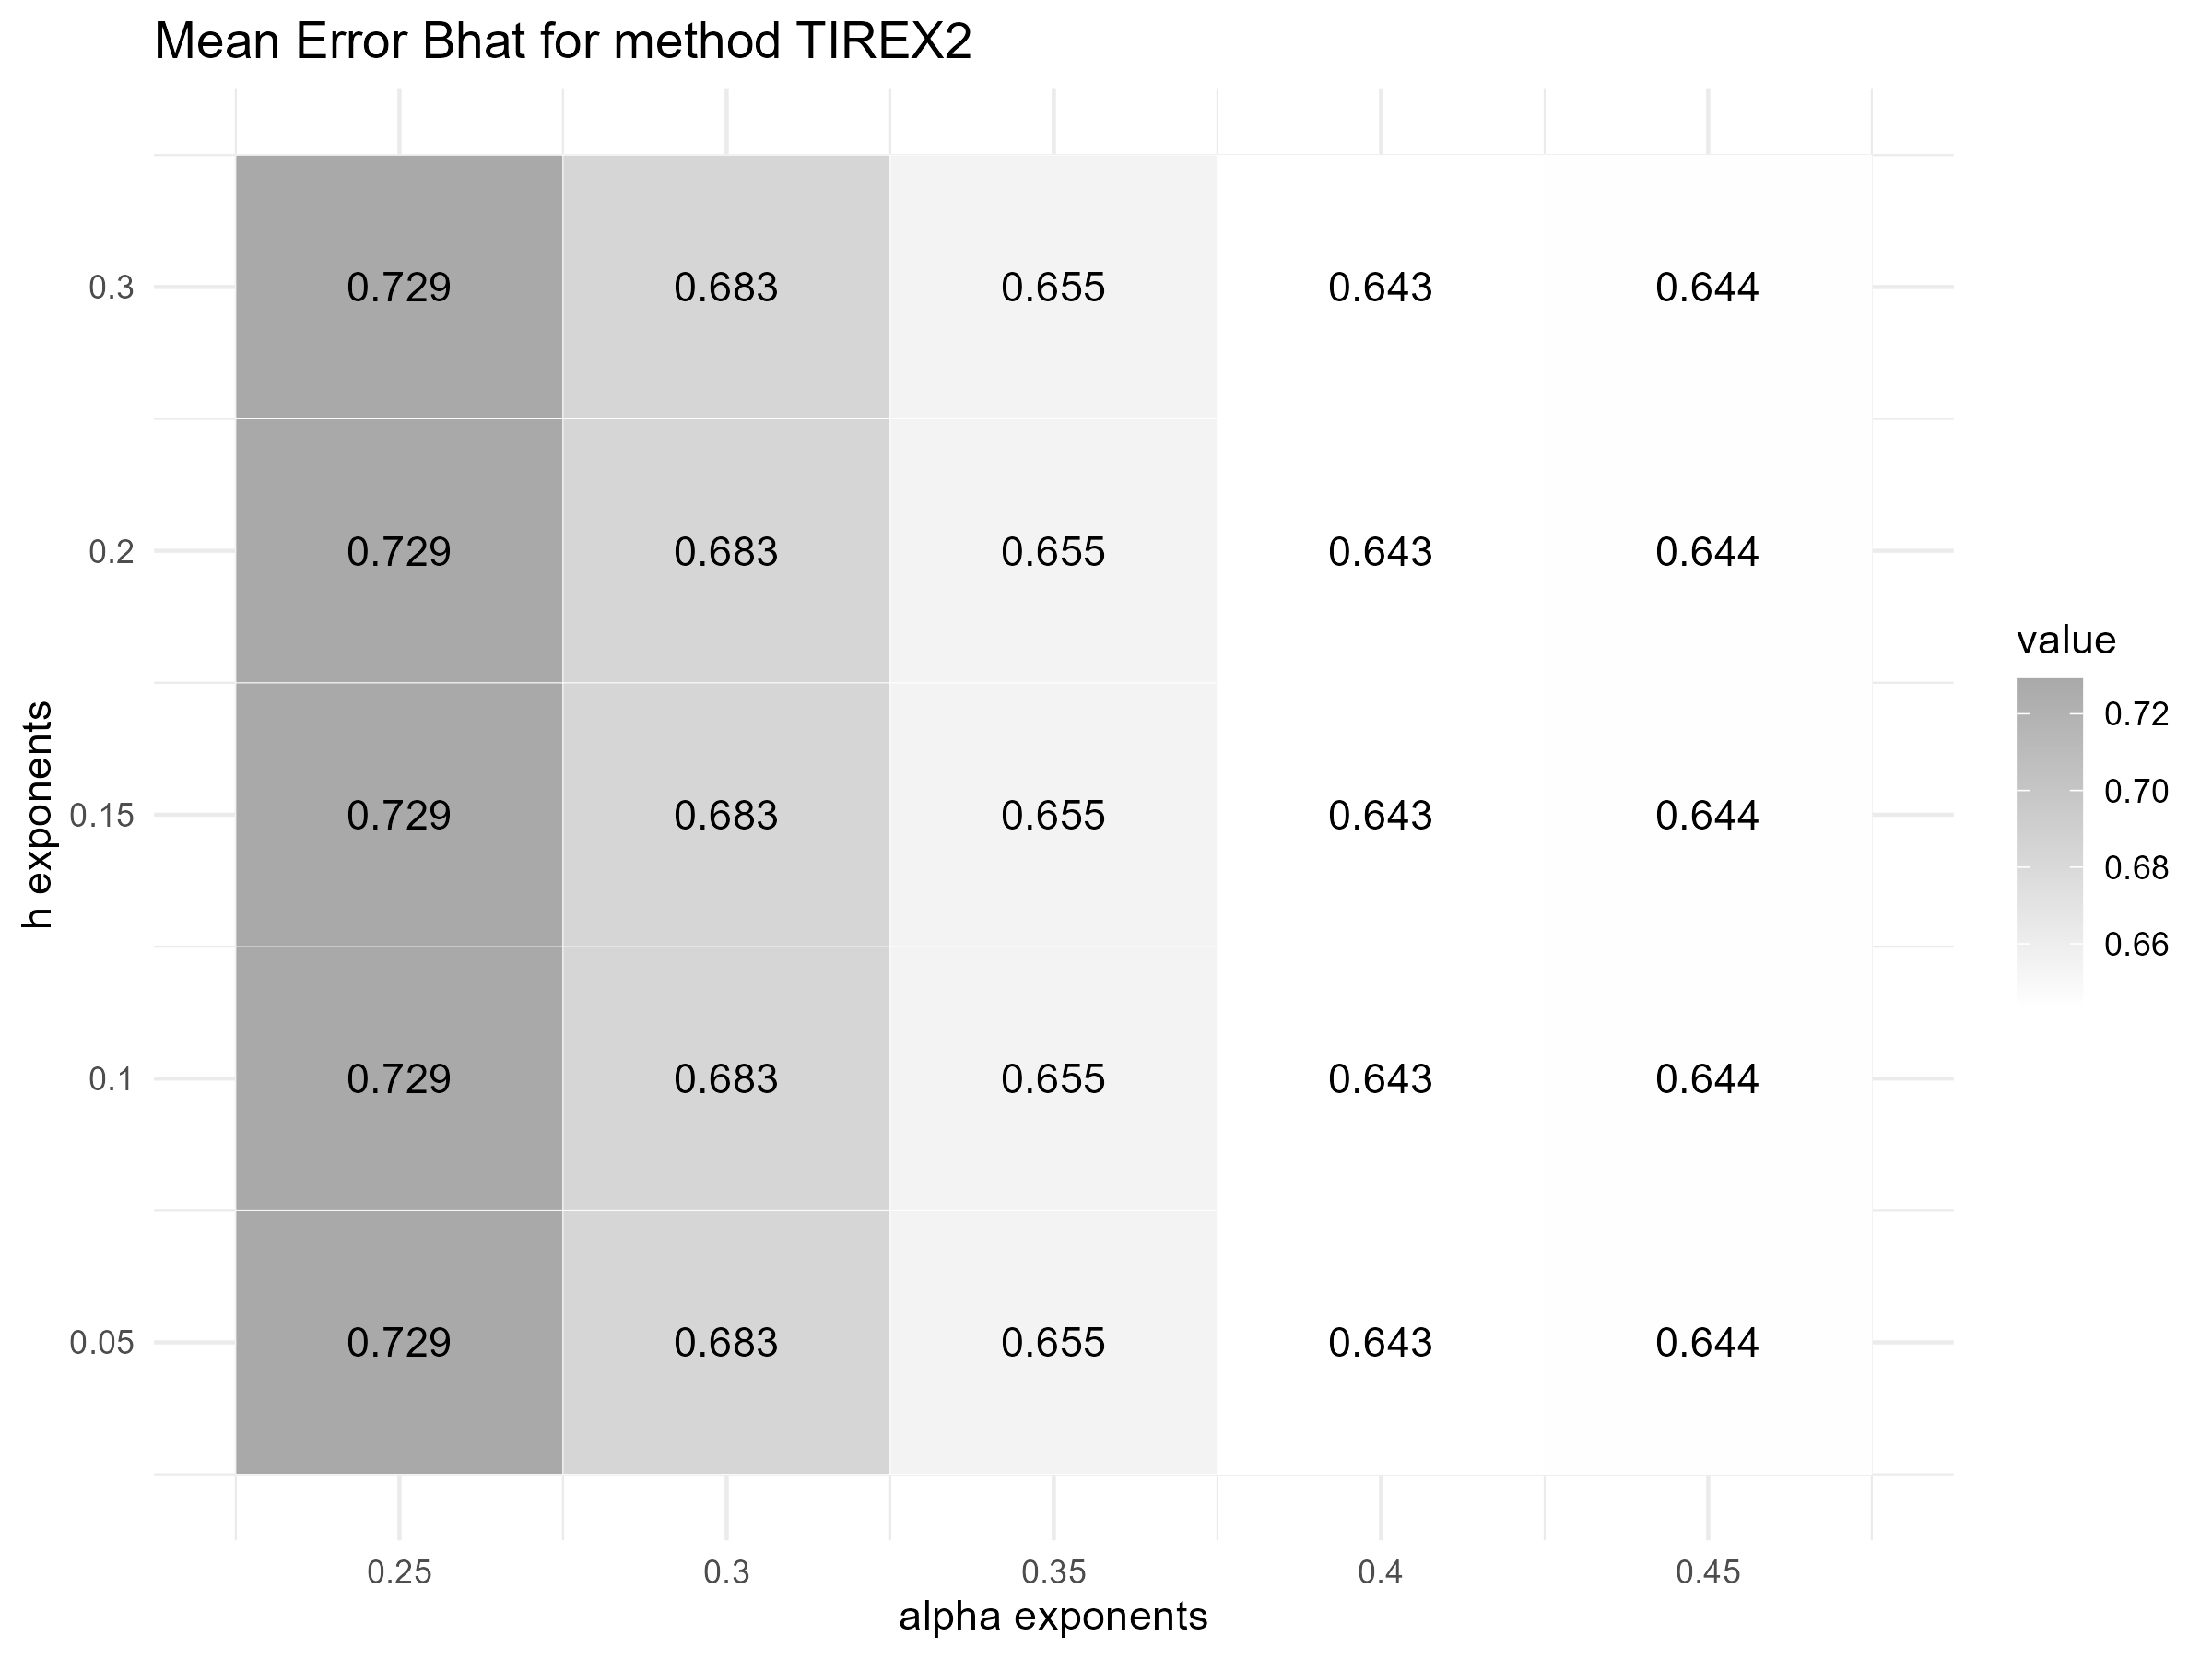 Mean Error Bhat for method TIREX2
0.3 0.729 0.683 0.655 0.643 0.644
0.2 0.729 0.683 0.655 0.643 0.644
0.15 0.729 0.683 0.655 0.643 0.644
0.1 0.729 0.683 0.655 0.643 0.644
0.05 0.729 0.683 0.655 0.643 0.644
h exponents
0.25 0.3 0.35 0.4 0.45
alpha exponents
value
0.72
0.70
0.68
0.66